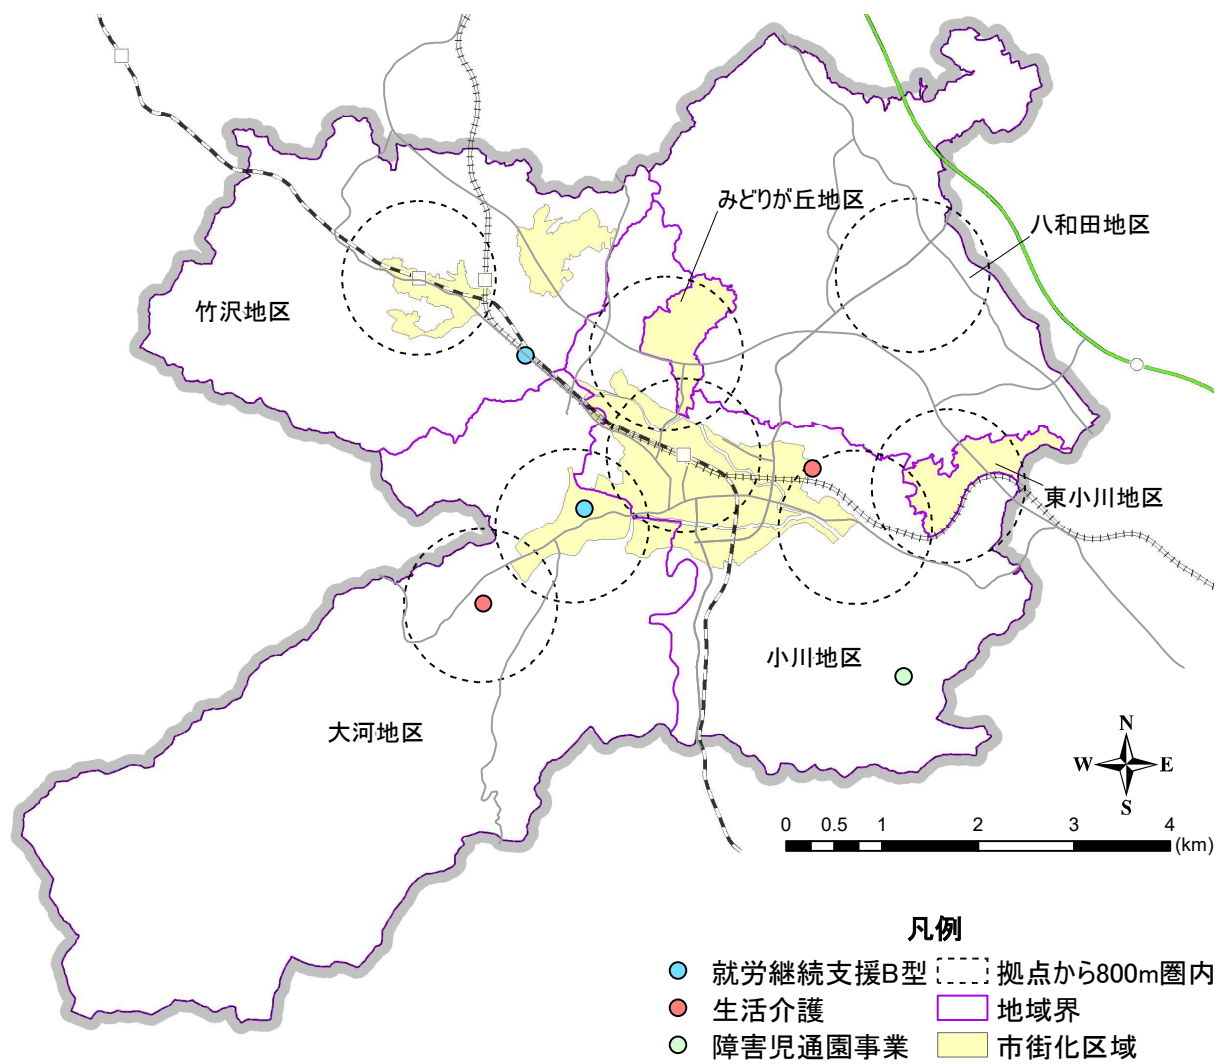 みどりが丘地区
八和田地区
竹沢地区
東小川地区
小川地区
大河地区
N
W
E
S
0 0.5 1 2 3 4
(km)
凡例
就労継続支援B型
拠点から800m圏内
生活介護
地域界
障害児通園事業
市街化区域